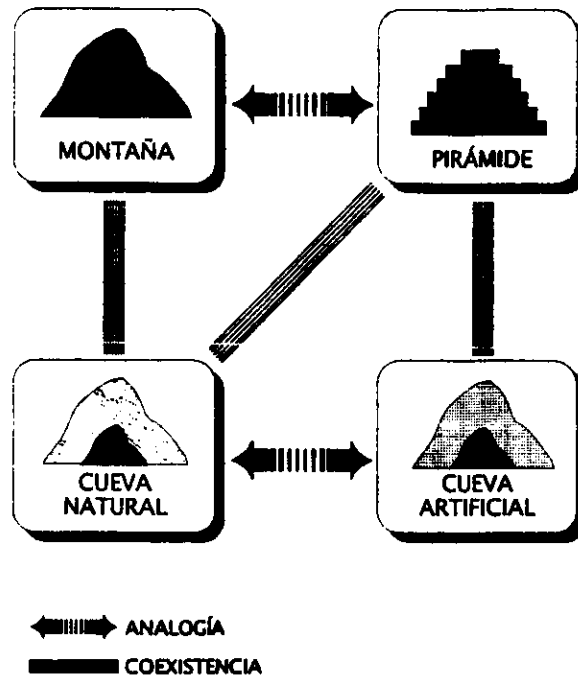 MONTAÑA
PIRÁMIDE
CUEVA
NATURAL
CUEVA
ARTIFICIAL
ANALOGÍA
COEXISTENCIA